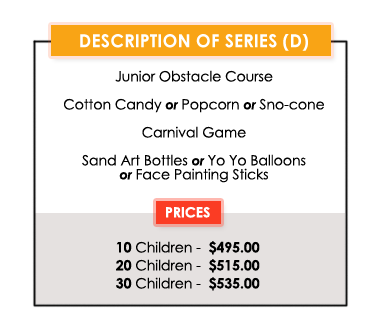 DESCRIPTION OF SERIES (D)
Junior Obstacle Course
Cotton Candy or Popcorn or Sno-cone
Carnival Game
Sand Art Bottles or Yo Yo Balloons
or Face Painting Sticks
PRICES
10 Children - $495.00
20 Children - $515.00
30 Children - $535.00